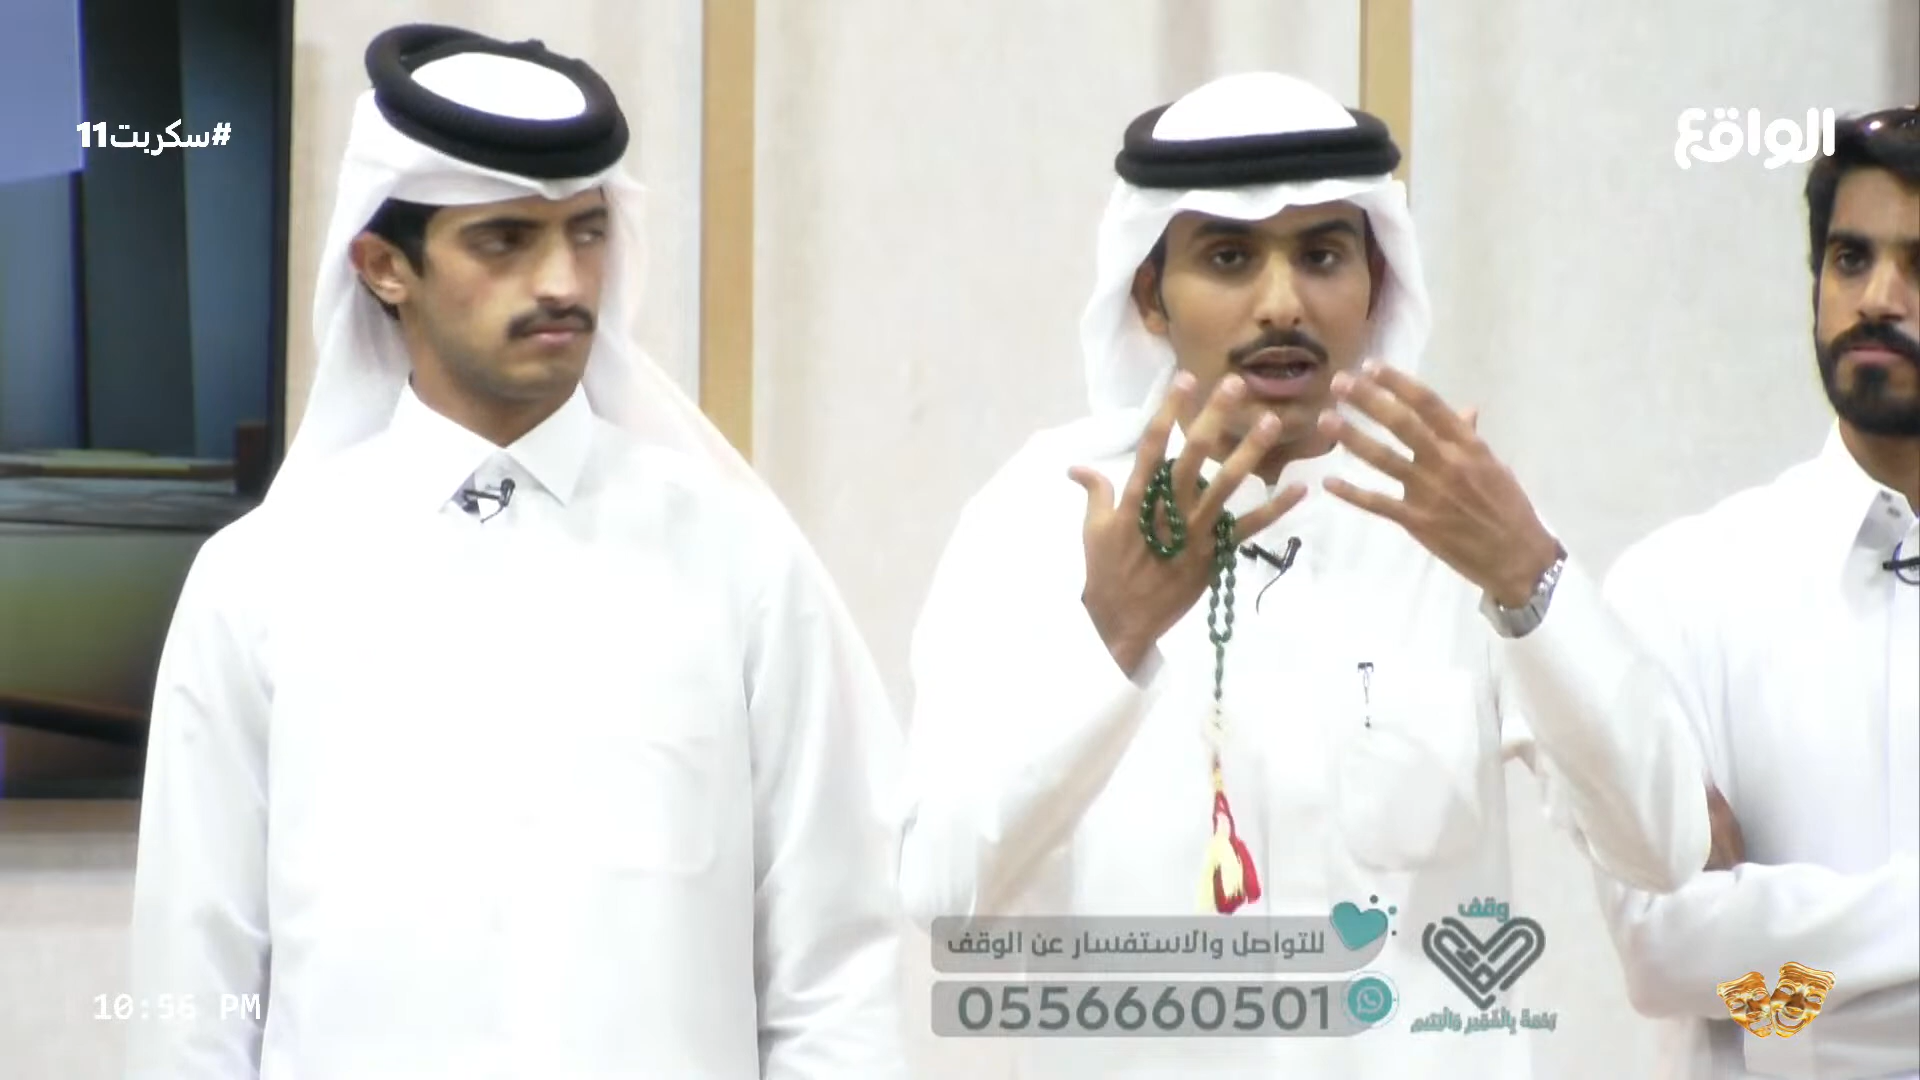 #سكربت11
الواقع
وقف
للتواصل والاستفسار عن الوقف
0556660501
10:56 PM